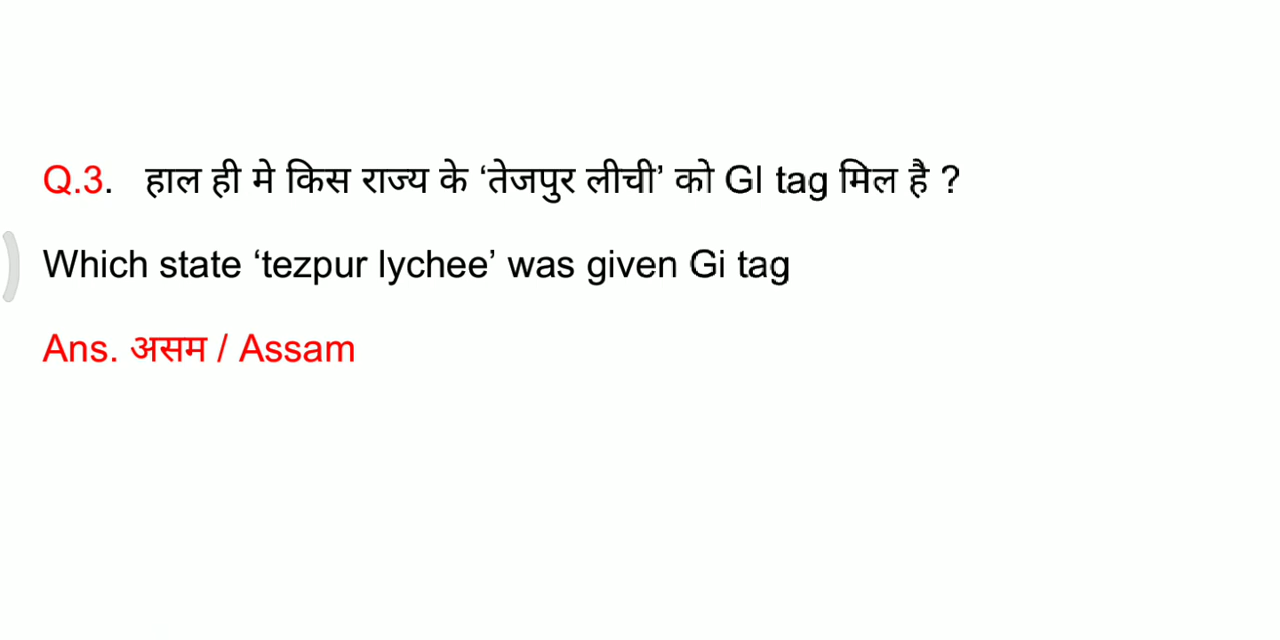 Q.3. हाल ही मे किस राज्य के ‘तेजपुर लीची’ को GI tag मिल है ?
Which state ‘tezpur lychee’ was given Gi tag
Ans. असम / Assam